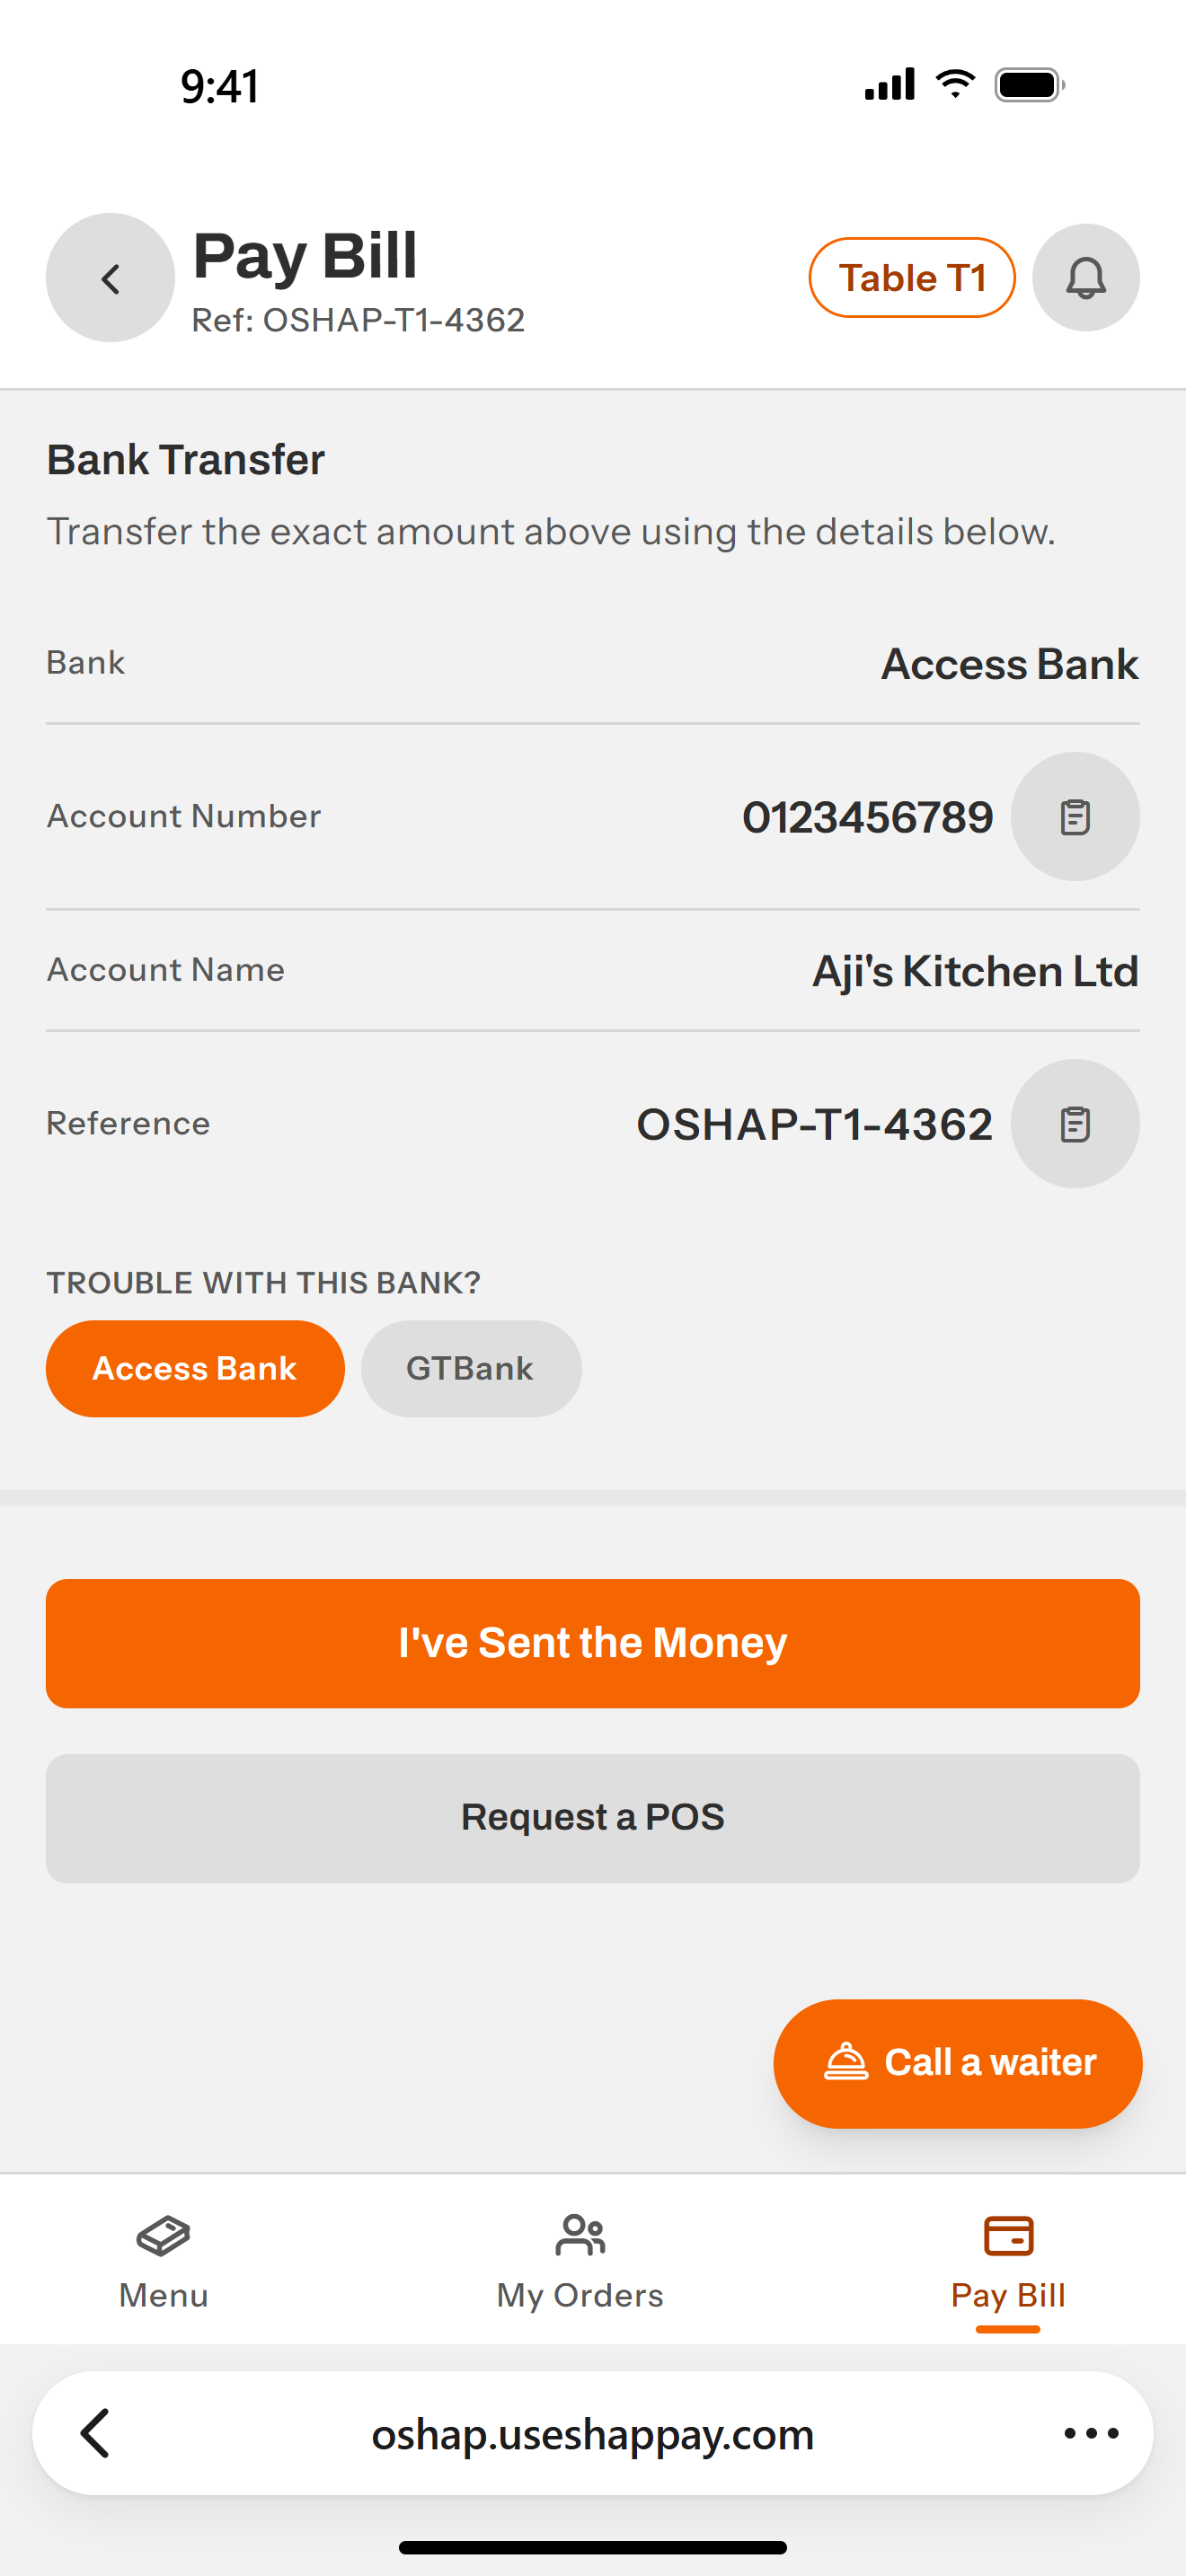 9:41
Pay Bill
Ref: OSHAP-T1-4362
Table T1
Bank Transfer
Transfer the exact amount above using the details below.
Bank
Access Bank
Account Number
0123456789
Account Name
Aji's Kitchen Ltd
Reference
OSHAP-T1-4362
TROUBLE WITH THIS BANK?
Access Bank
GTBank
I've Sent the Money
Request a POS
Call a waiter
Menu
My Orders
Pay Bill
oshap.useshappay.com